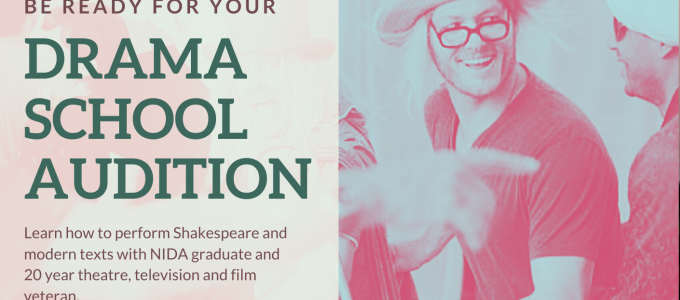 BE READY FOR YOUR
DRAMA
SCHOOL
AUDITION
Learn how to perform Shakespeare and
modern texts with NIDA graduate and
20 year theatre, television and film
veteran.